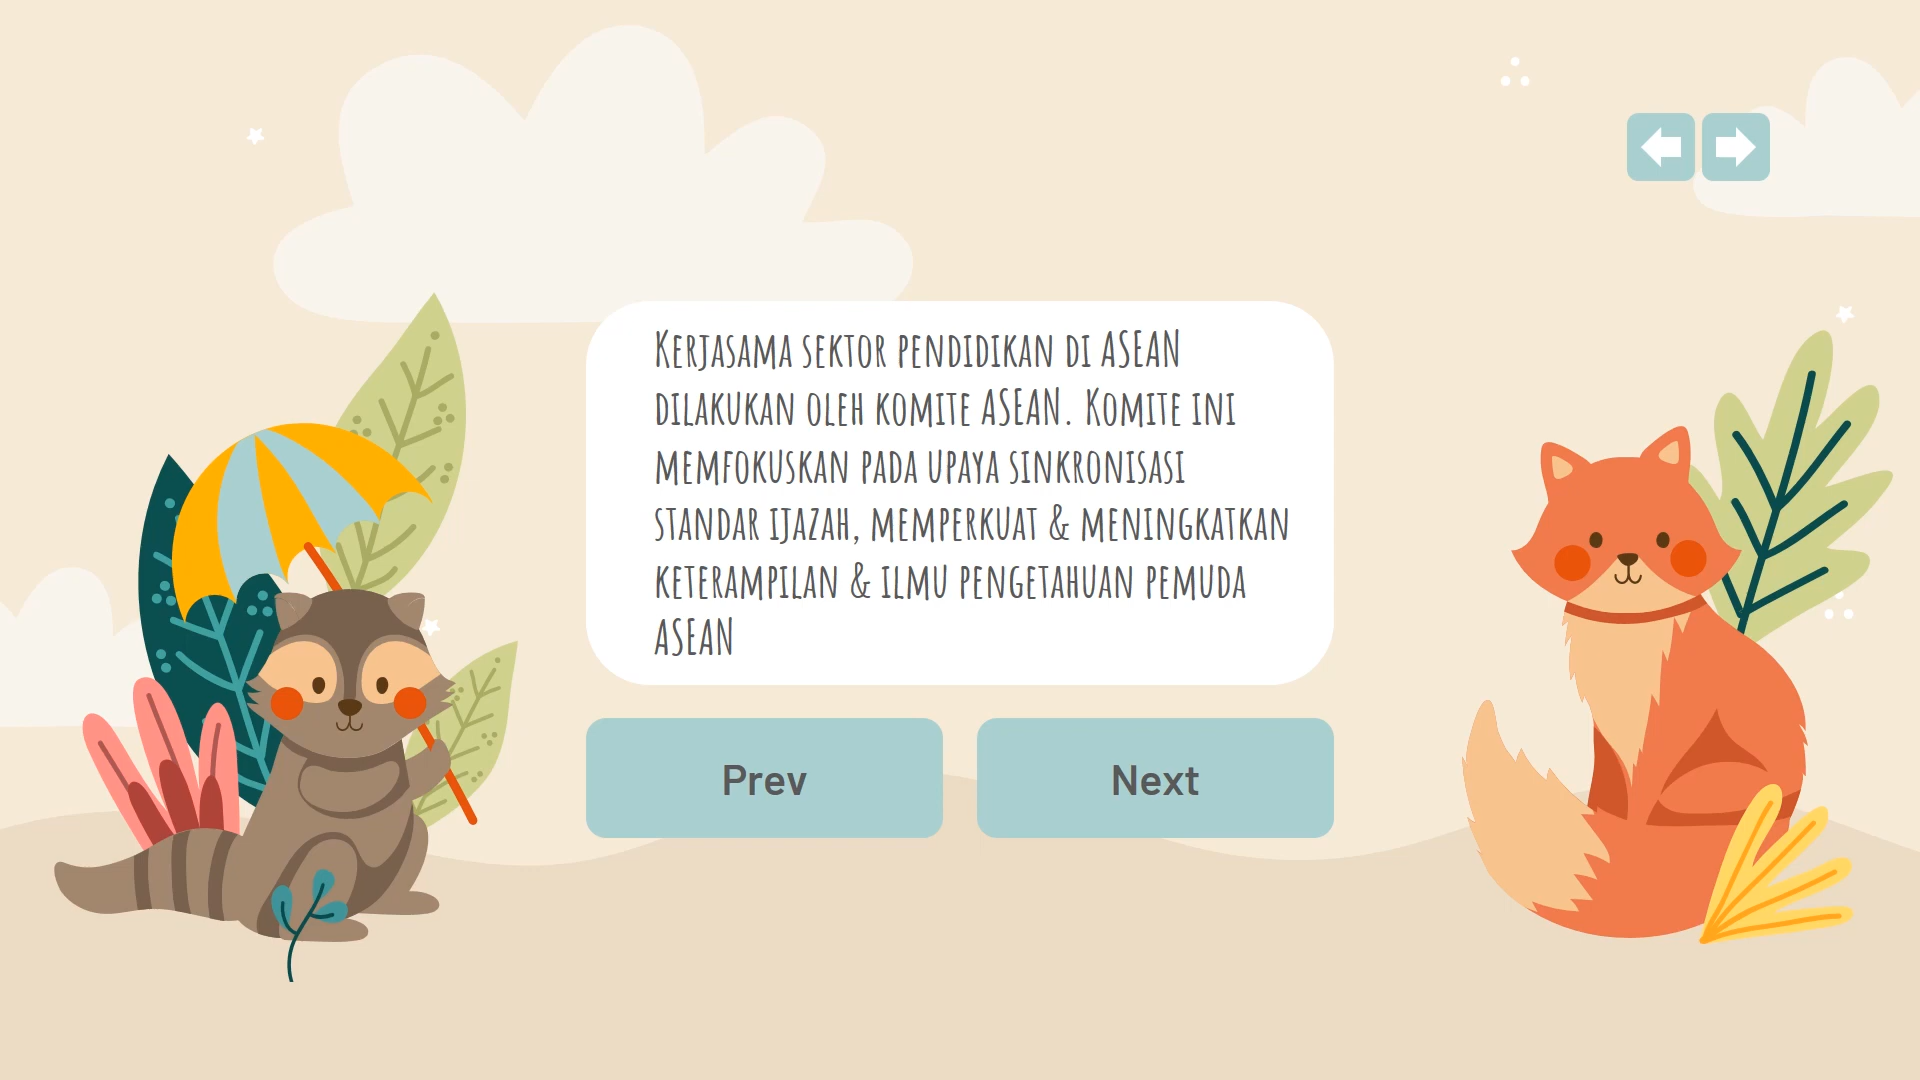 Kerjasama sektor pendidikan di ASEAN
dilakukan oleh komite ASEAN. Komite ini
memfokuskan pada upaya sinkronisasi
standar ijazah, memperkuat & meningkatkan
keterampilan & ilmu pengetahuan pemuda
ASEAN
Prev
Next